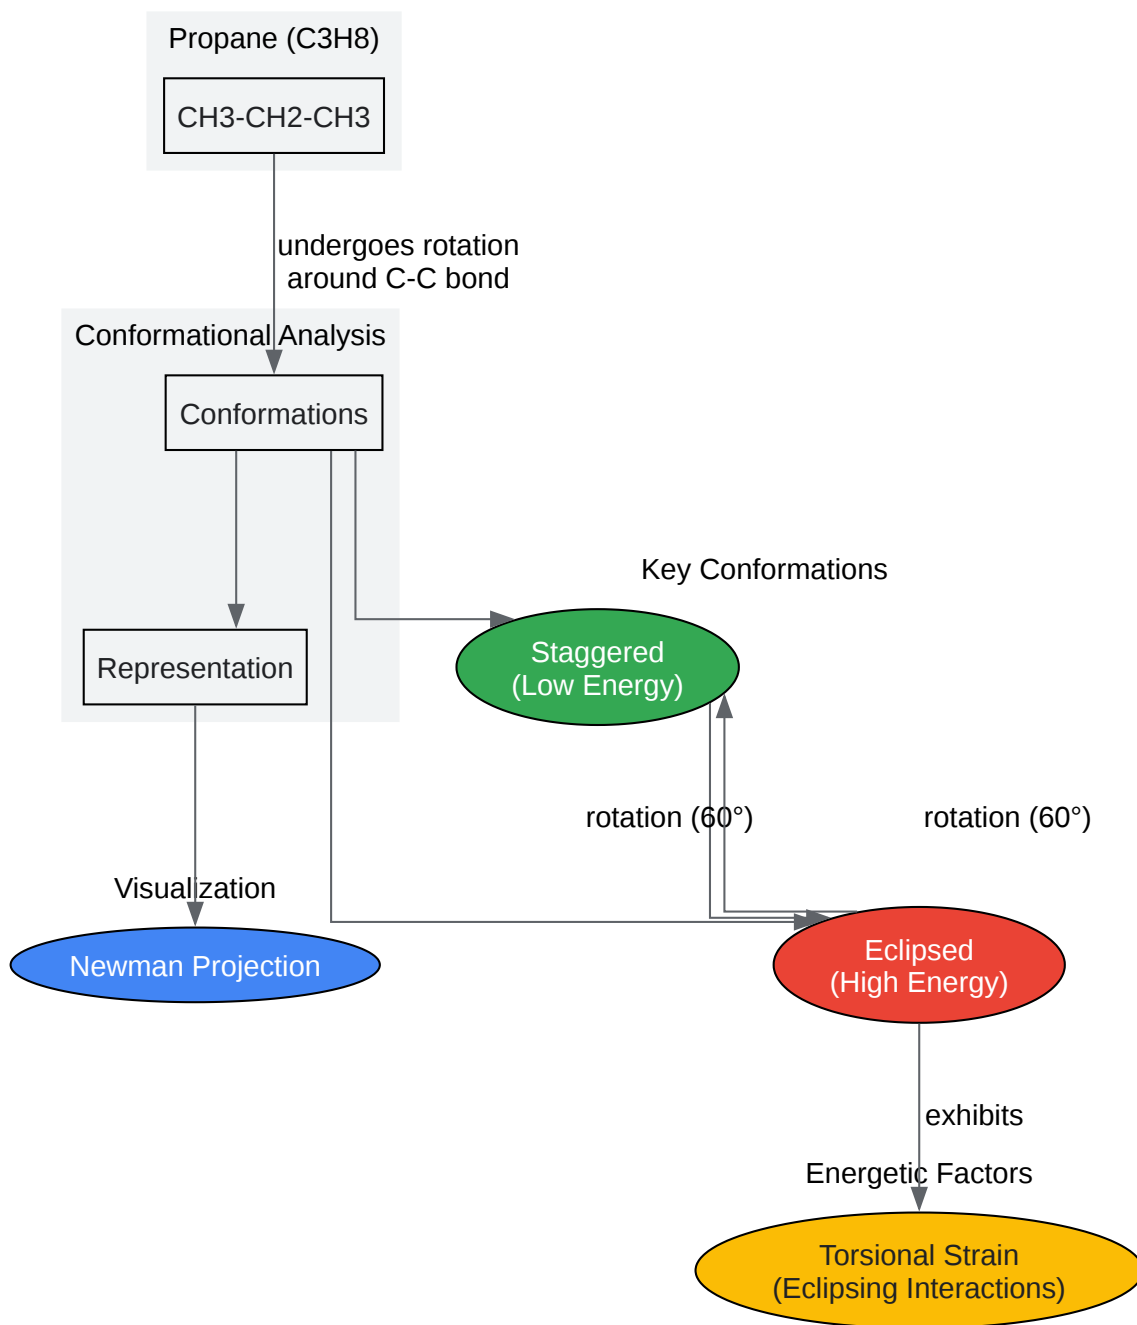 Propane (C3H8)
CH3-CH2-CH3
undergoes rotation
around C-C bond
Conformational Analysis
Conformations
Key Conformations
Staggered
(Low Energy)
Representation
rotation (60°)
rotation (60°)
Visualization
Newman Projection
Eclipsed
(High Energy)
exhibits
Energetic Factors
Torsional Strain
(Eclipsing Interactions)